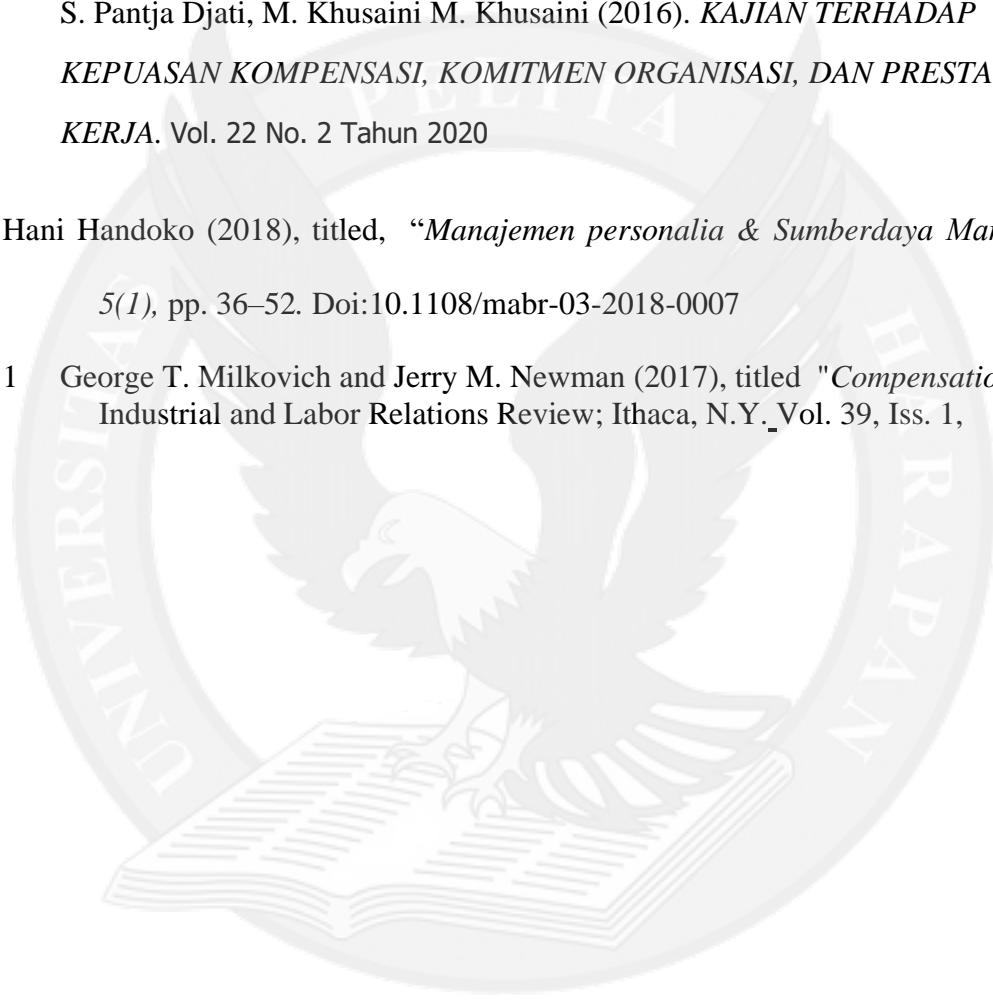 S. Pantja Djati, M. Khusaini M. Khusaini (2016). KAJIAN TERHADAP
KEPUASAN KOMPENSASI, KOMITMEN ORGANISASI, DAN PRESTA
KERJA. Vol. 22 No. 2 Tahun 2020
Hani Handoko (2018), titled, “Manajemen personalia & Sumberdaya
5(1), pp. 36–52. Doi:10.1108/mabr-03-2018-0007
1 George T. Milkovich and Jerry M. Newman (2017), titled "Compensatio
Industrial and Labor Relations Review; Ithaca, N.Y. Vol. 39, Iss. 1,
UNIVERSITAS PELITA HARAPAN